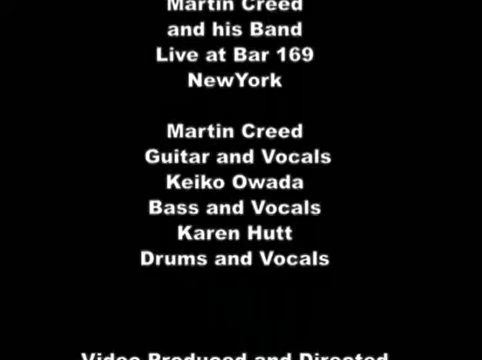 Martin Creed
and his Band
Live at Bar 169
NewYork
Martin Creed
Guitar and Vocals
Keiko Owada
Bass and Vocals
Karen Hutt
Drums and Vocals
Video Produced and Directed